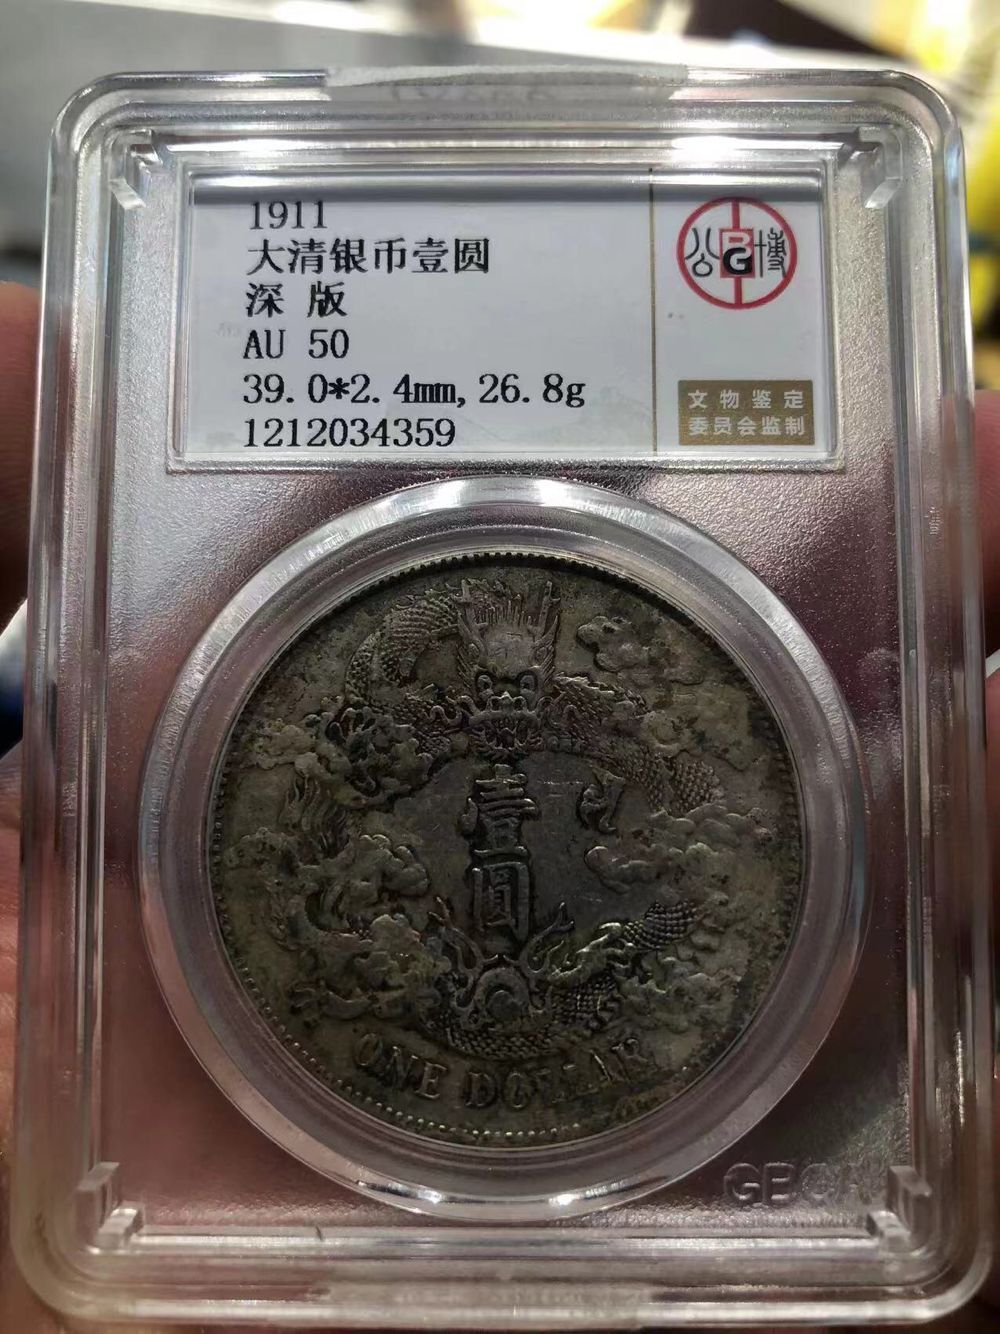 1911
大清银币壹圆
深 版
AU 50
39.0*2.4mm,26.8g
1212034359
公 BG 博
文物鉴定
委员会监制
壹
圓
ONE DOLLAR